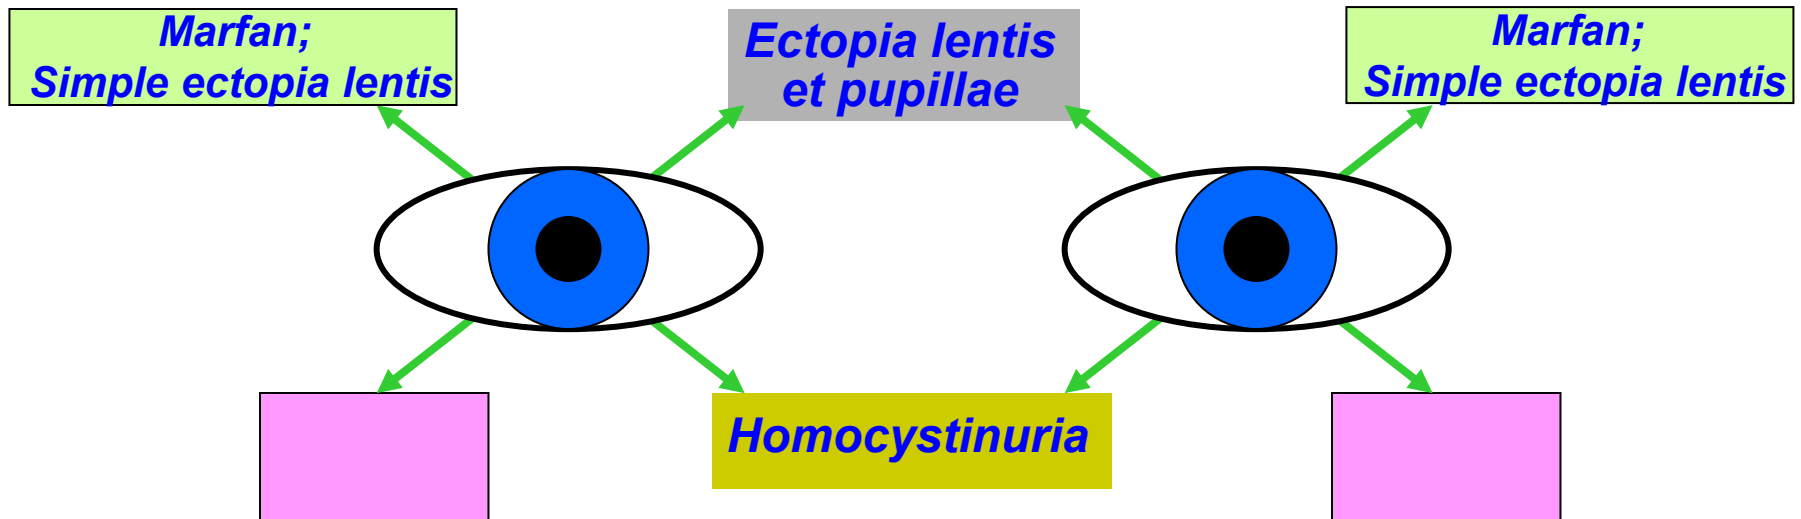 Marfan;
Simple ectopia lentis
Ectopia lentis
et pupillae
Marfan;
Simple ectopia lentis
Homocystinuria